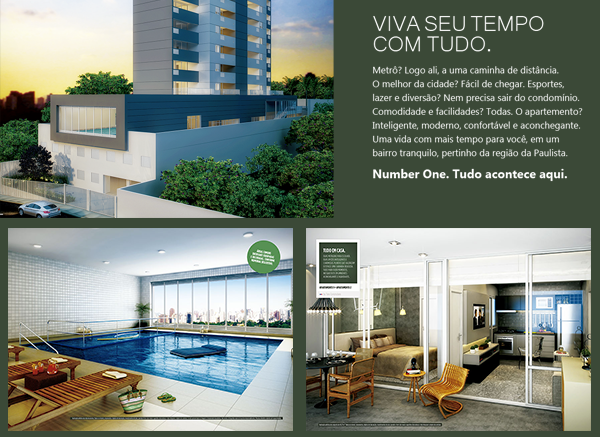 VIVA SEU TEMPO
COM TUDO.
Metrô? Logo ali, a uma caminha de distância.
O melhor da cidade? Fácil de chegar. Esportes,
lazer e diversão? Nem precisa sair do condomínio.
Comodidade e facilidades? Todas. O apartamento?
Inteligente, moderno, confortável e aconchegante.
Uma vida com mais tempo para você, em um
bairro tranquilo, pertinho da região da Paulista.
Number One. Tudo acontece aqui.
TUDO EM CASA.